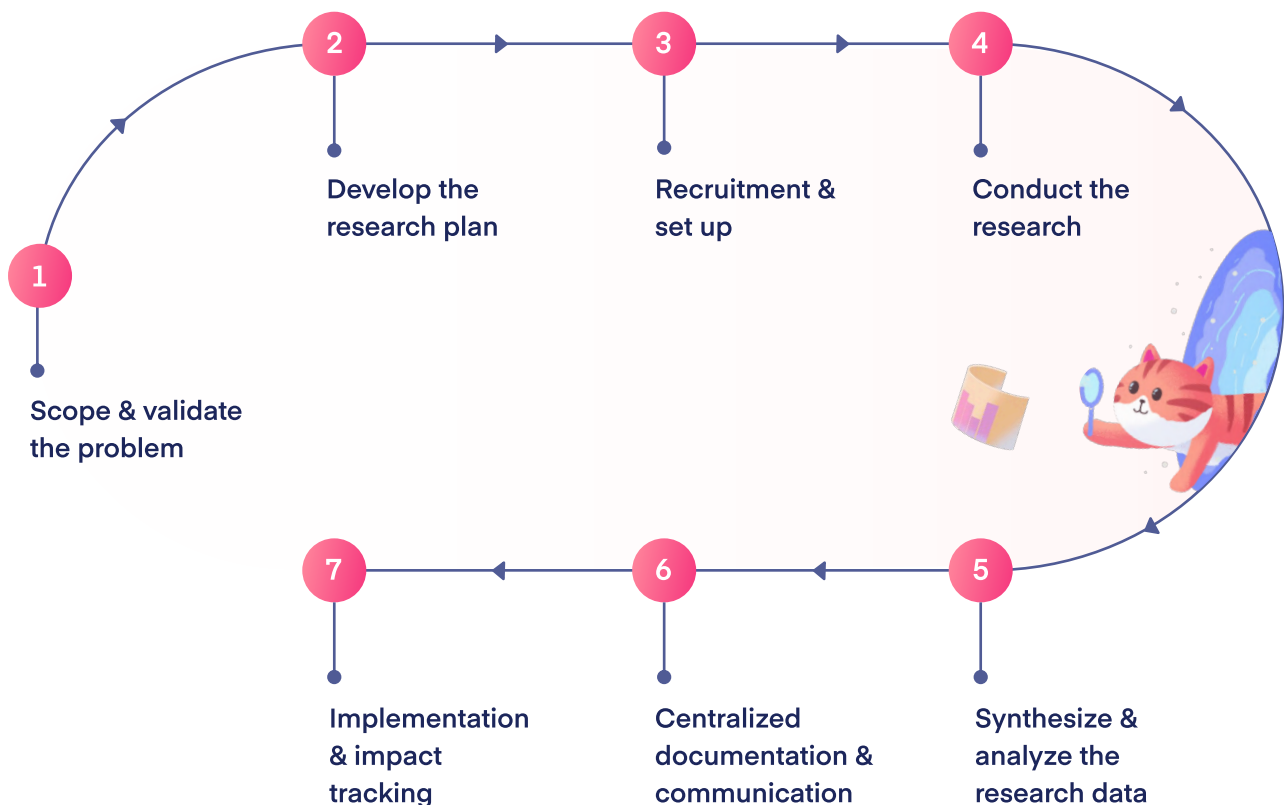 1
Scope & validate
the problem
2
Develop the
research plan
3
Recruitment &
set up
4
Conduct the
research
5
Synthesize &
analyze the
research data
6
Centralized
documentation &
communication
7
Implementation
& impact
tracking